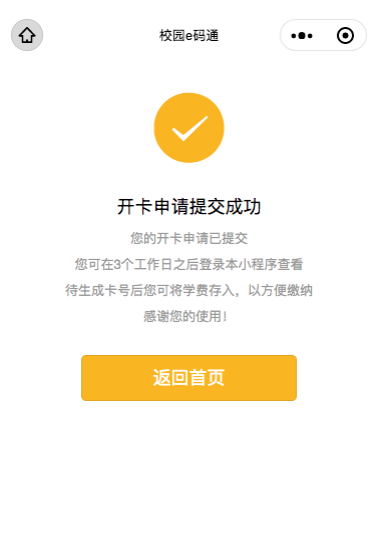 校园e码通
开卡申请提交成功
您的开卡申请已提交
您可在3个工作日之后登录本小程序查看
待生成卡号后您可将学费存入，以方便缴纳
感谢您的使用！
返回首页